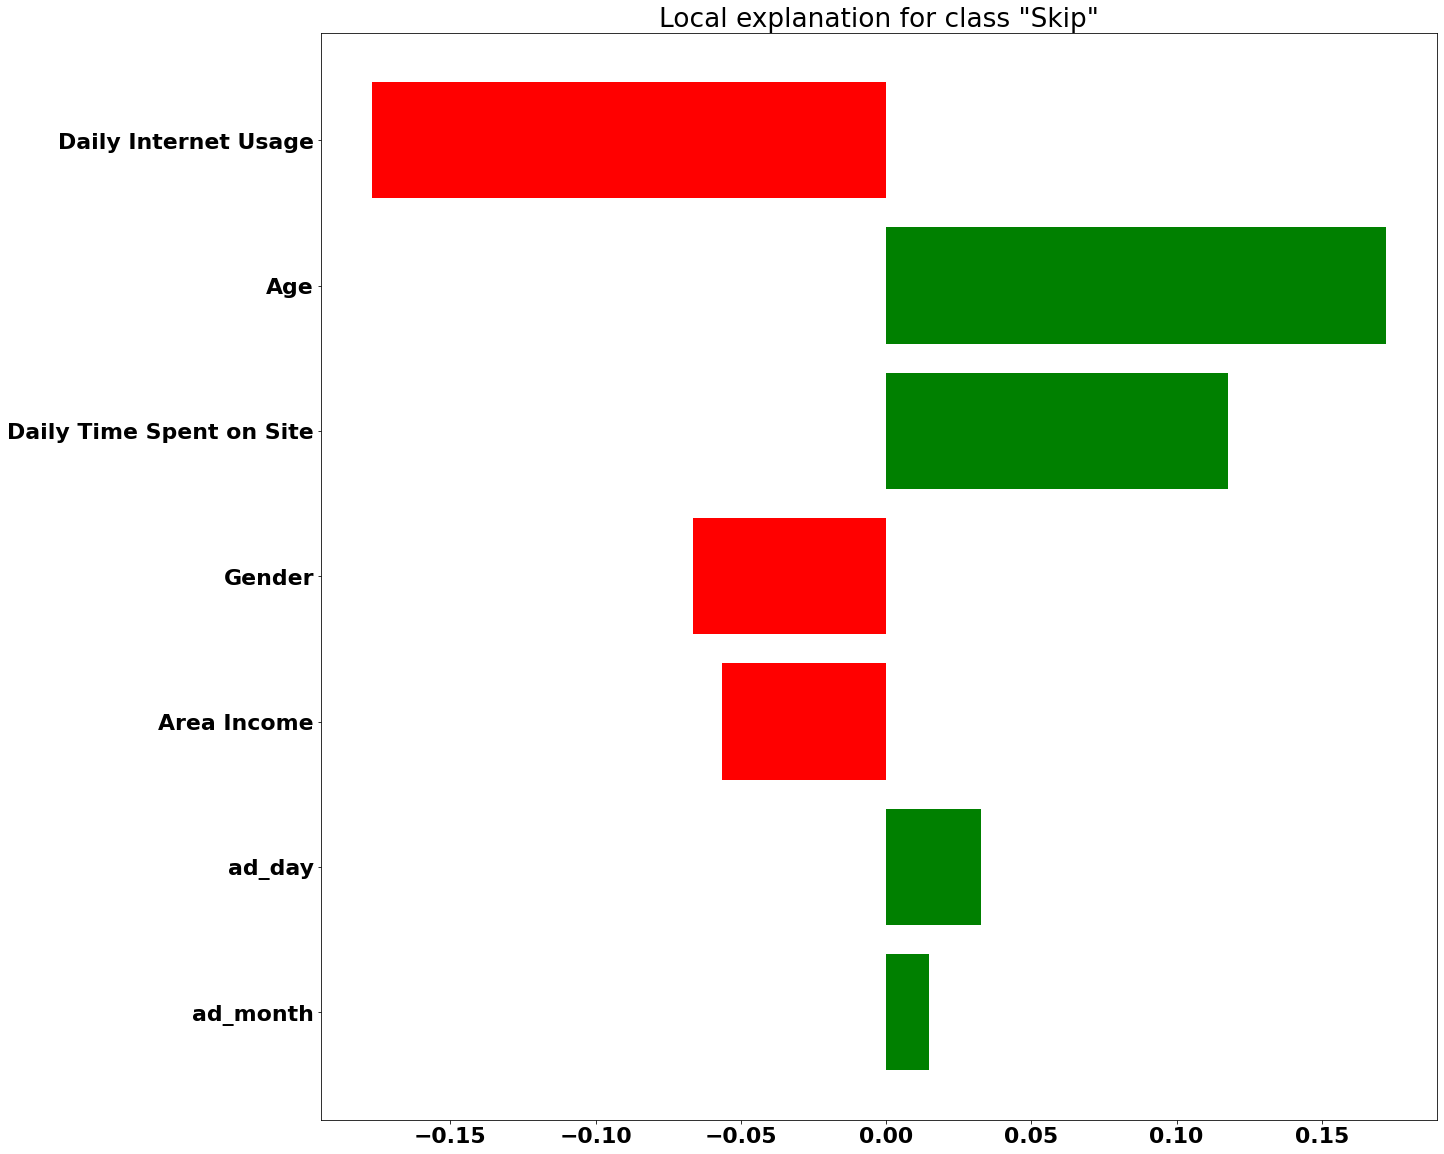 Local explanation for class "Skip"
Daily Internet Usage
Age
Daily Time Spent on Site
Gender
Area Income
ad_day
ad_month
−0.15 −0.10 −0.05 0.00 0.05 0.10 0.15